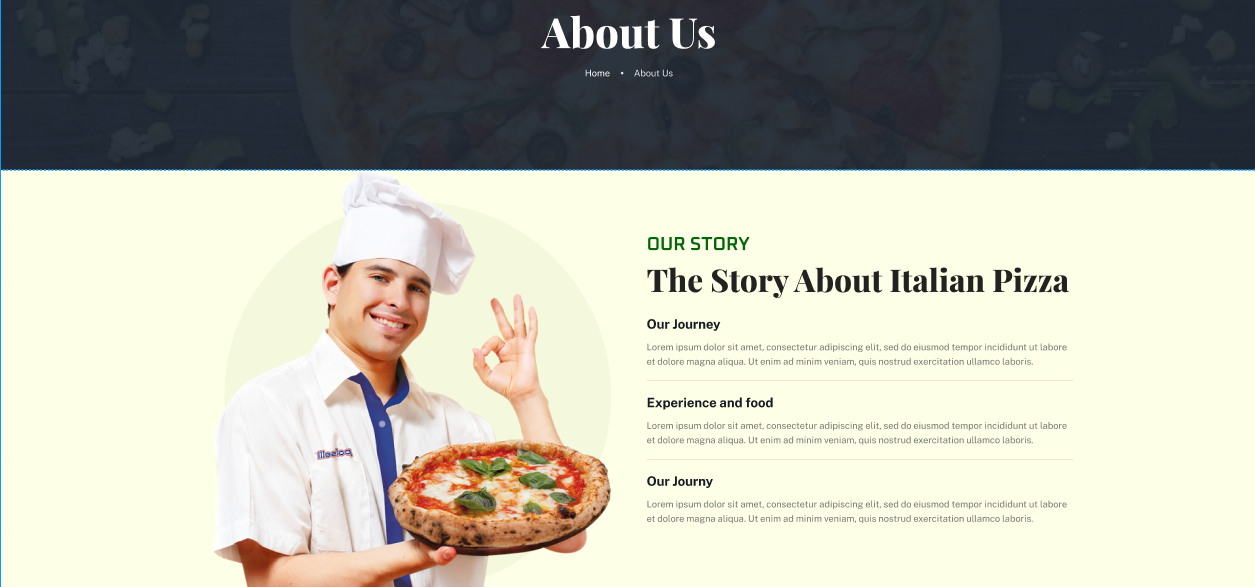 About Us
Home • About Us
OUR STORY
The Story About Italian Pizza
Our Journey
Lorem ipsum dolor sit amet, consectetur adipiscing elit, sed do eiusmod tempor incididunt ut labore
et dolore magna aliqua. Ut enim ad minim veniam, quis nostrud exercitation ullamco laboris.
Experience and food
Lorem ipsum dolor sit amet, consectetur adipiscing elit, sed do eiusmod tempor incididunt ut labore
et dolore magna aliqua. Ut enim ad minim veniam, quis nostrud exercitation ullamco laboris.
Our Journy
Lorem ipsum dolor sit amet, consectetur adipiscing elit, sed do eiusmod tempor incididunt ut labore
et dolore magna aliqua. Ut enim ad minim veniam, quis nostrud exercitation ullamco laboris.